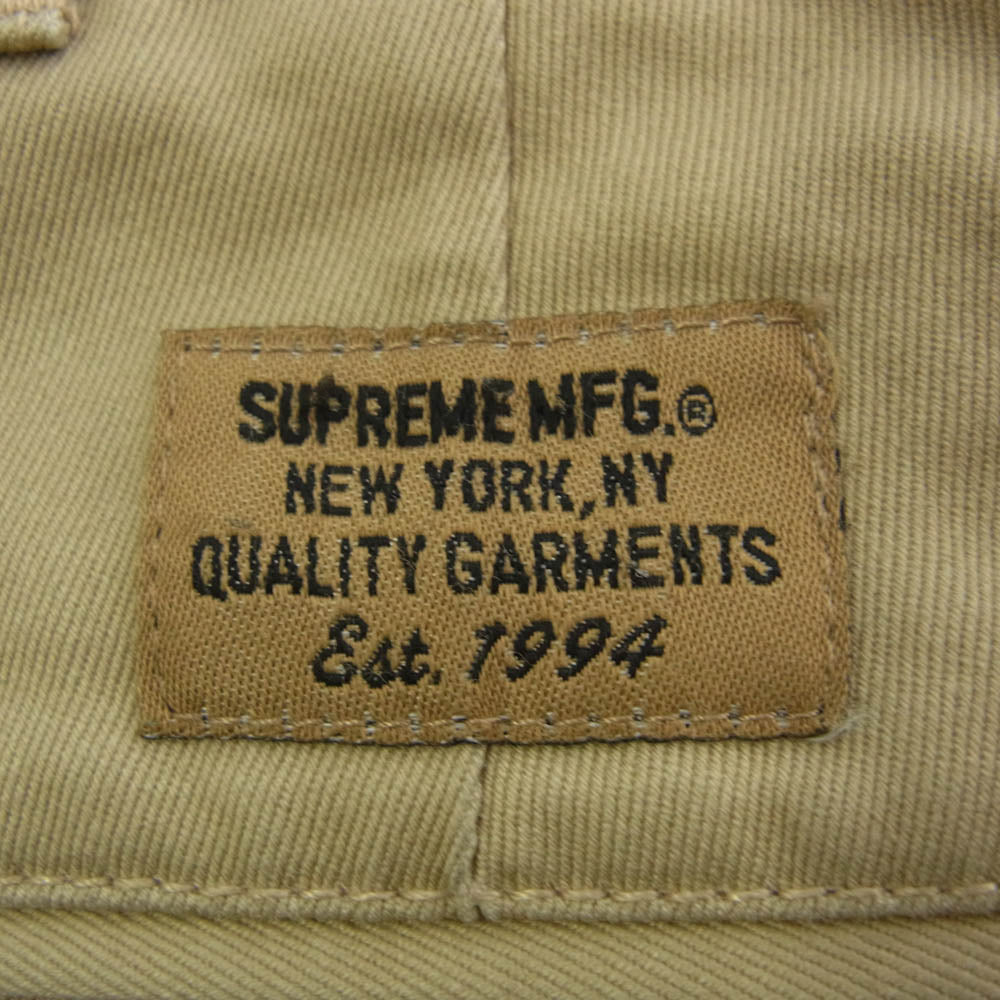 SUPREME MFG.®
NEW YORK, NY
QUALITY GARMENTS
Est. 1994